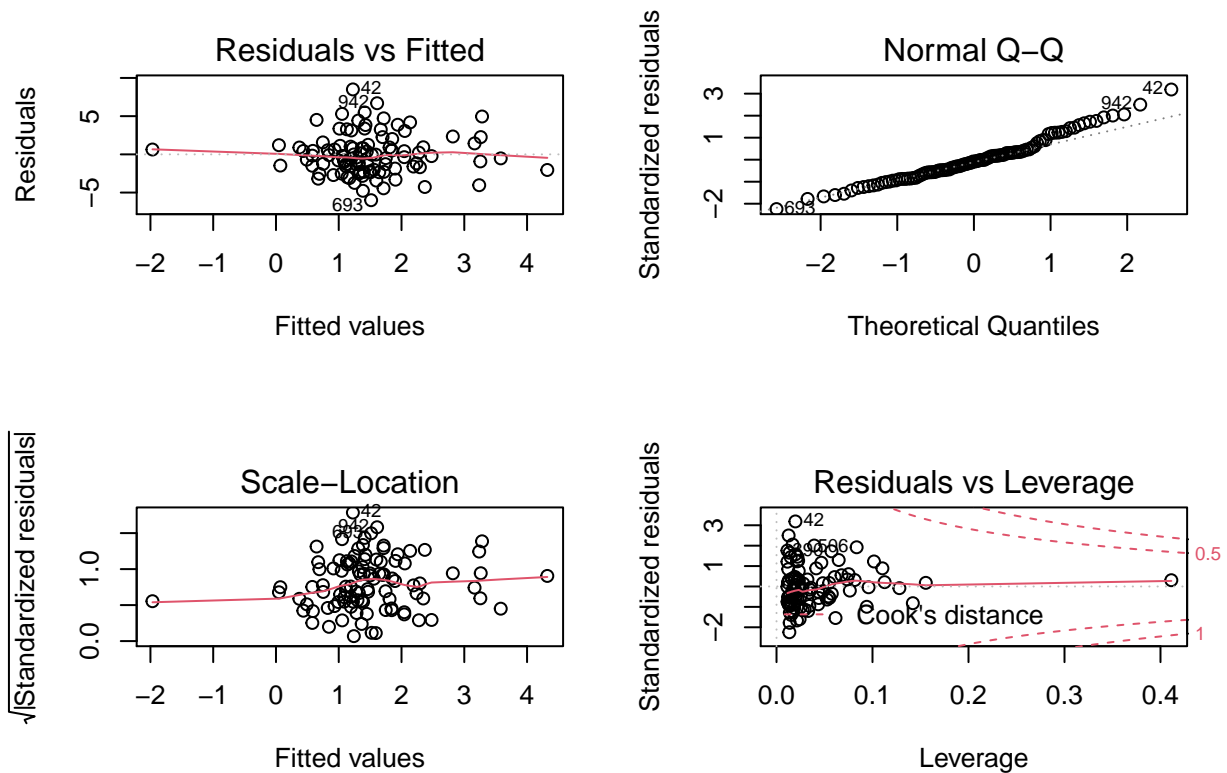 Residuals vs Fitted
Residuals
5
−5
42
942
693
−2 −1 0 1 2 3 4
Fitted values
Normal Q−Q
Standardized residuals
3
1
−2
42
942
693
−2 −1 0 1 2
Theoretical Quantiles
Scale−Location
√|Standardized residuals|
1.0
0.0
42
942
693
−2 −1 0 1 2 3 4
Fitted values
Residuals vs Leverage
Standardized residuals
3
1
−2
42
506
0.5
1
Cook's distance
0.0 0.1 0.2 0.3 0.4
Leverage